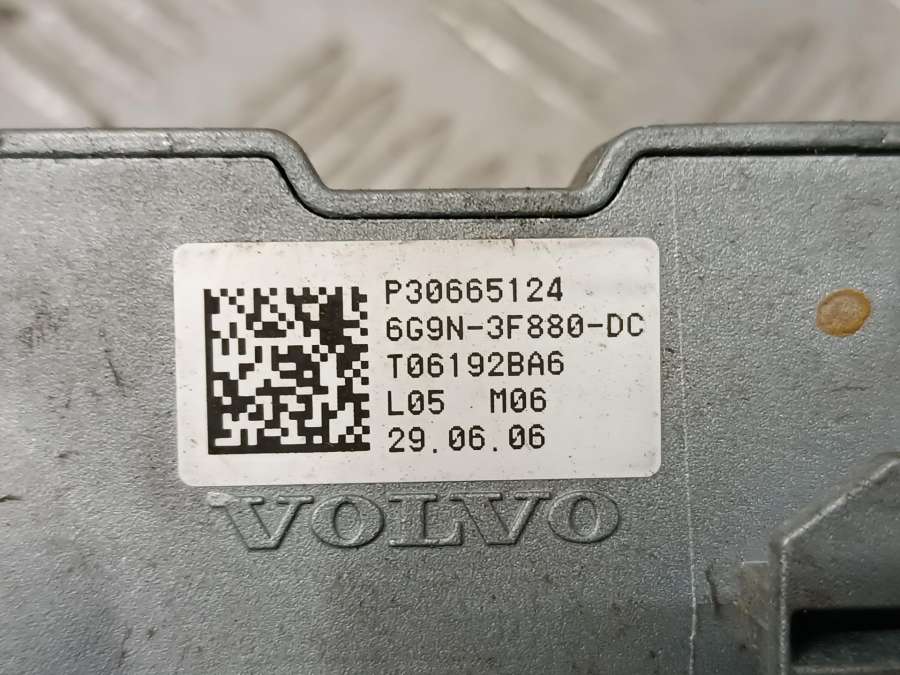 P30665124
6G9N-3F880-DC
T06192BA6
L05 M06
29.06.06
VOLVO